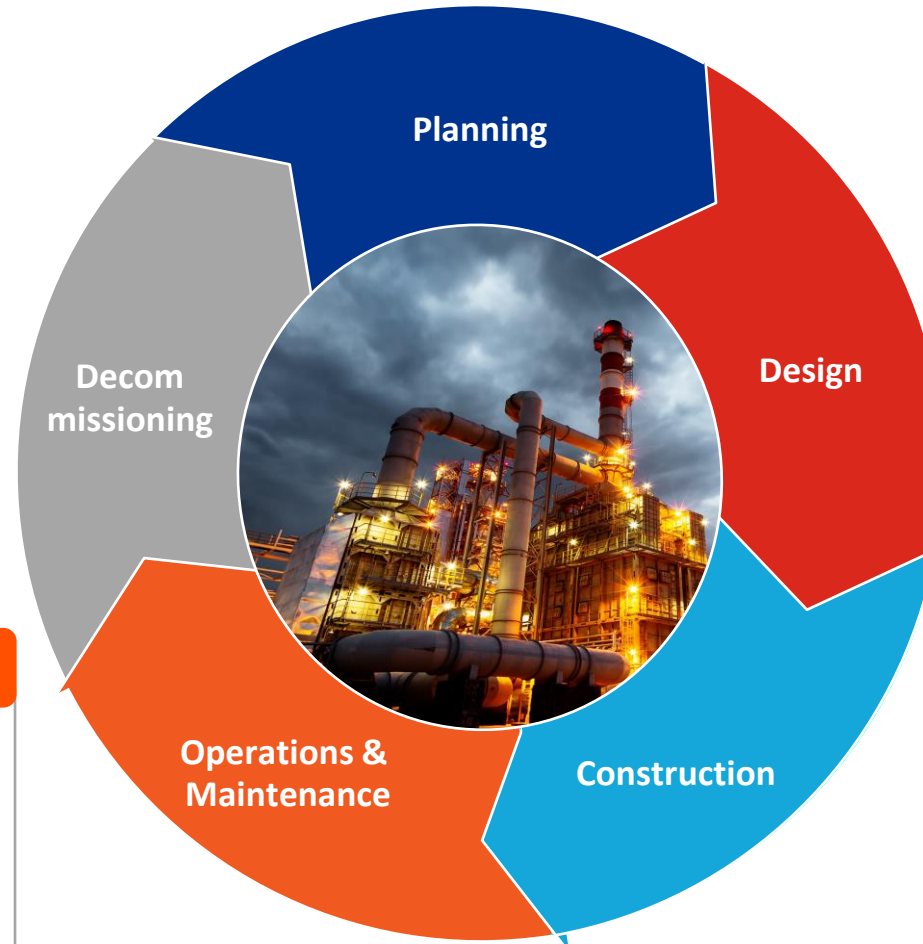 Planning
Design
Decom
missioning
Operations &
Maintenance
Construction